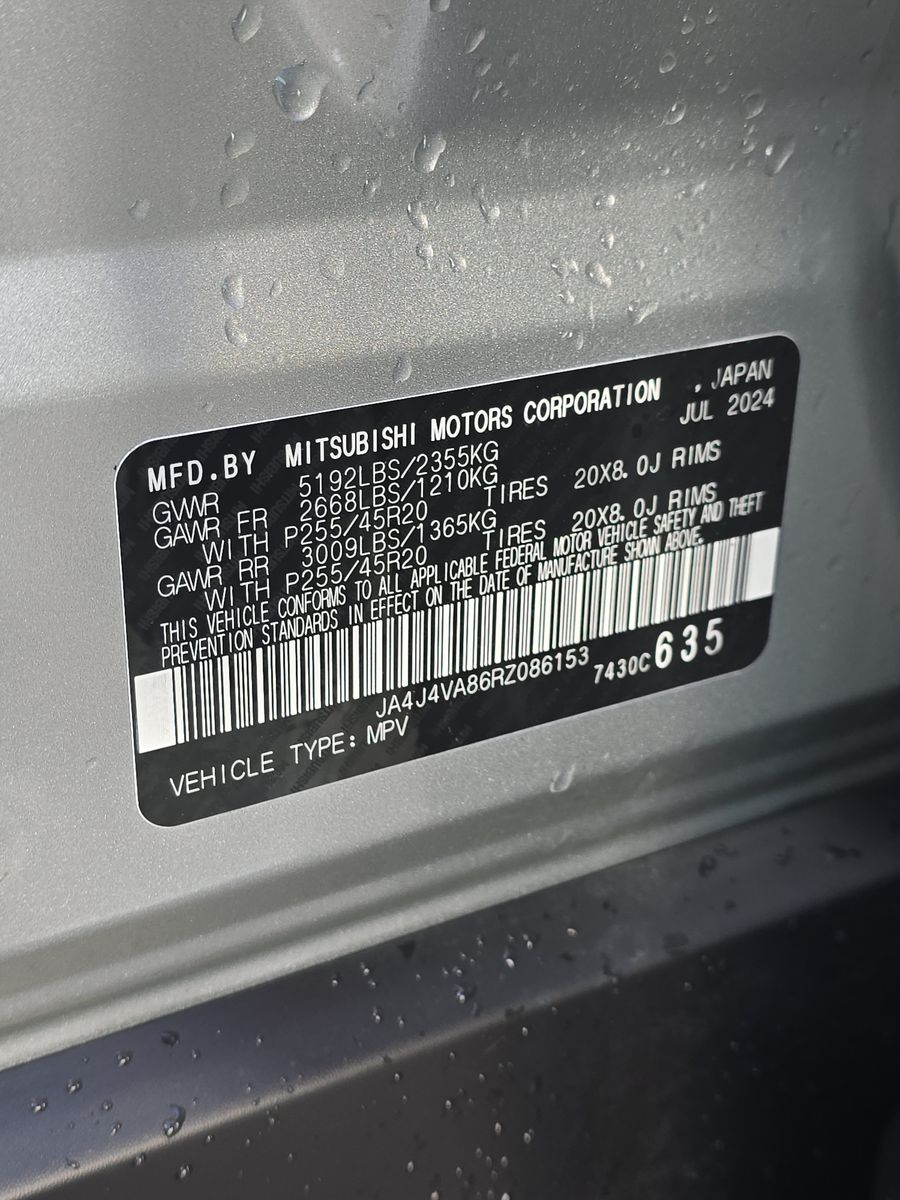 MFD.BY MITSUBISHI MOTORS CORPORATION , JAPAN
JUL 2024
GVWR 5192LBS/2355KG
GAWR FR 2668LBS/1210KG
WITH P255/45R20 TIRES 20X8.0J RIMS
GAWR RR 3009LBS/1365KG
WITH P255/45R20 TIRES 20X8.0J RIMS
THIS VEHICLE CONFORMS TO ALL APPLICABLE FEDERAL MOTOR VEHICLE SAFETY AND THEFT
PREVENTION STANDARDS IN EFFECT ON THE DATE OF MANUFACTURE SHOWN ABOVE.
JA4J4VA86RZ086153 7430C 635
VEHICLE TYPE: MPV